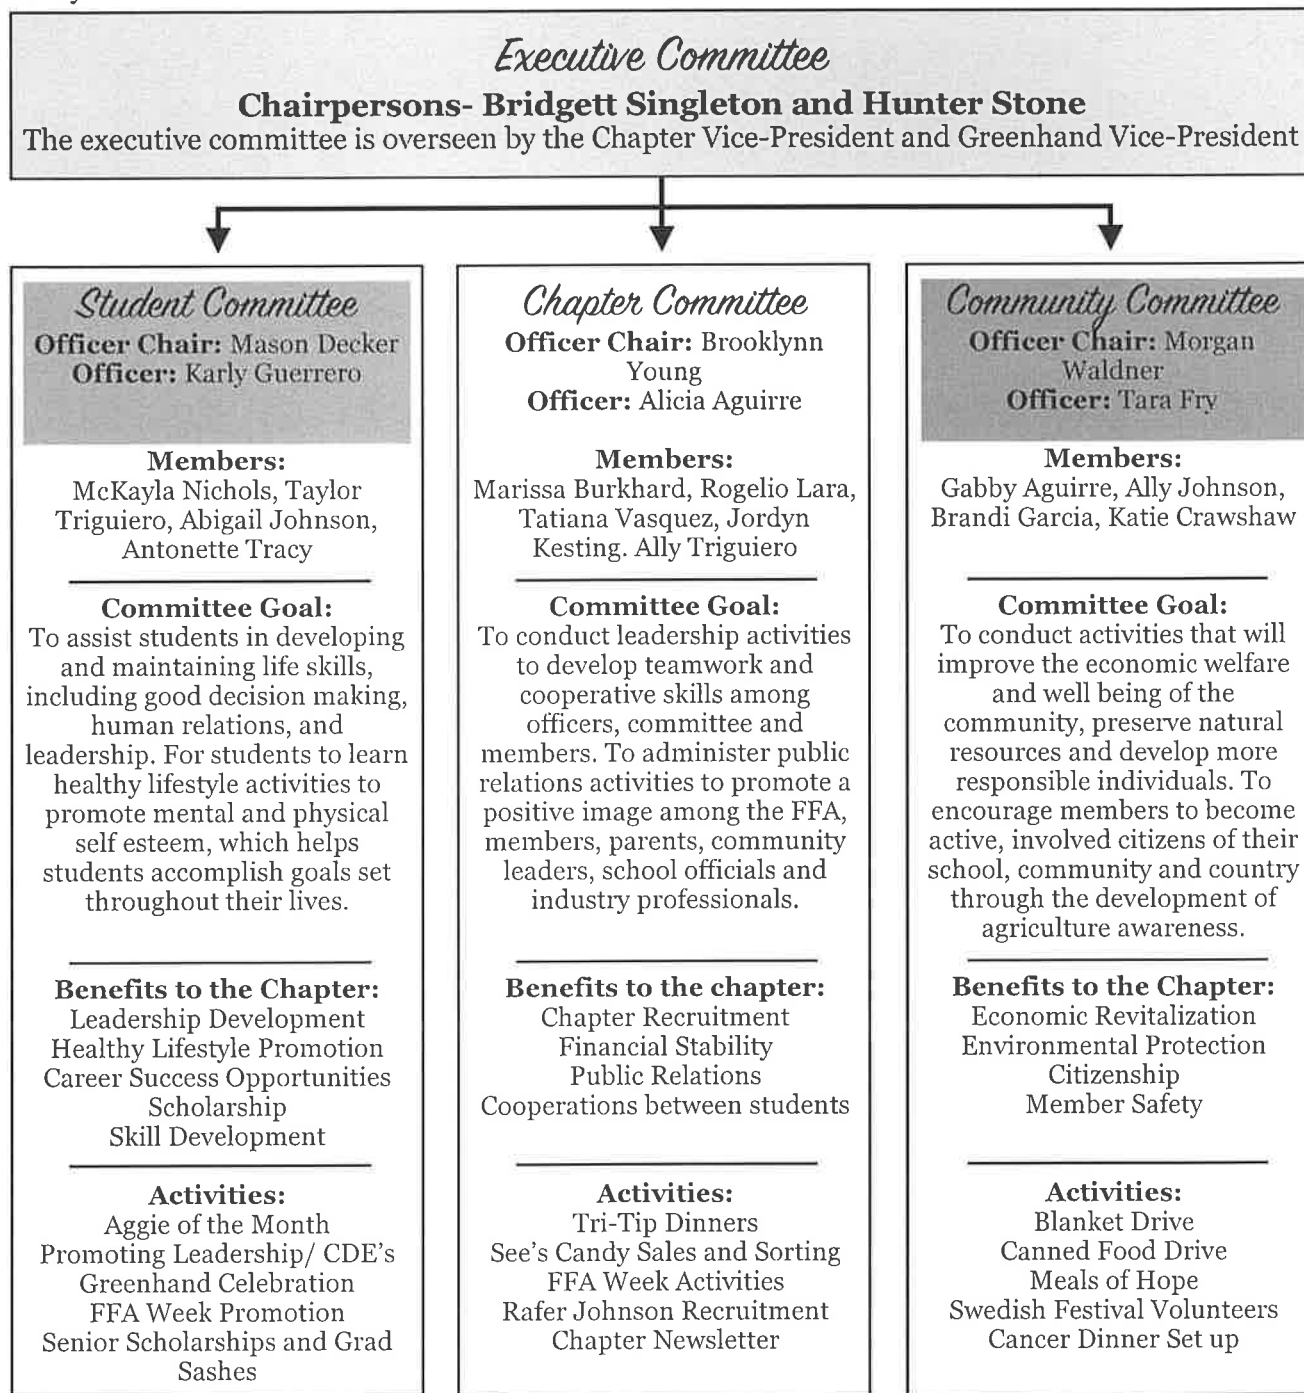 Executive Committee
Chairpersons- Bridgett Singleton and Hunter Stone
The executive committee is overseen by the Chapter Vice-President and Greenhand Vice-President
Student Committee
Officer Chair: Mason Decker
Officer: Karly Guerrero
Members:
McKayla Nichols, Taylor
Triguiero, Abigail Johnson,
Antonette Tracy
Committee Goal:
To assist students in developing
and maintaining life skills,
including good decision making,
human relations, and
leadership. For students to learn
healthy lifestyle activities to
promote mental and physical
self esteem, which helps
students accomplish goals set
throughout their lives.
Benefits to the Chapter:
Leadership Development
Healthy Lifestyle Promotion
Career Success Opportunities
Scholarship
Skill Development
Activities:
Aggie of the Month
Promoting Leadership/ CDE's
Greenhand Celebration
FFA Week Promotion
Senior Scholarships and Grad
Sashes
Chapter Committee
Officer Chair: Brooklynn
Young
Officer: Alicia Aguirre
Members:
Marissa Burkhard, Rogelio Lara,
Tatiana Vasquez, Jordyn
Kesting. Ally Triguiero
Committee Goal:
To conduct leadership activities
to develop teamwork and
cooperative skills among
officers, committee and
members. To administer public
relations activities to promote a
positive image among the FFA,
members, parents, community
leaders, school officials and
industry professionals.
Benefits to the chapter:
Chapter Recruitment
Financial Stability
Public Relations
Cooperations between students
Activities:
Tri-Tip Dinners
See's Candy Sales and Sorting
FFA Week Activities
Rafer Johnson Recruitment
Chapter Newsletter
Community Committee
Officer Chair: Morgan
Waldner
Officer: Tara Fry
Members:
Gabby Aguirre, Ally Johnson,
Brandi Garcia, Katie Crawshaw
Committee Goal:
To conduct activities that will
improve the economic welfare
and well being of the
community, preserve natural
resources and develop more
responsible individuals. To
encourage members to become
active, involved citizens of their
school, community and country
through the development of
agriculture awareness.
Benefits to the Chapter:
Economic Revitalization
Environmental Protection
Citizenship
Member Safety
Activities:
Blanket Drive
Canned Food Drive
Meals of Hope
Swedish Festival Volunteers
Cancer Dinner Set up